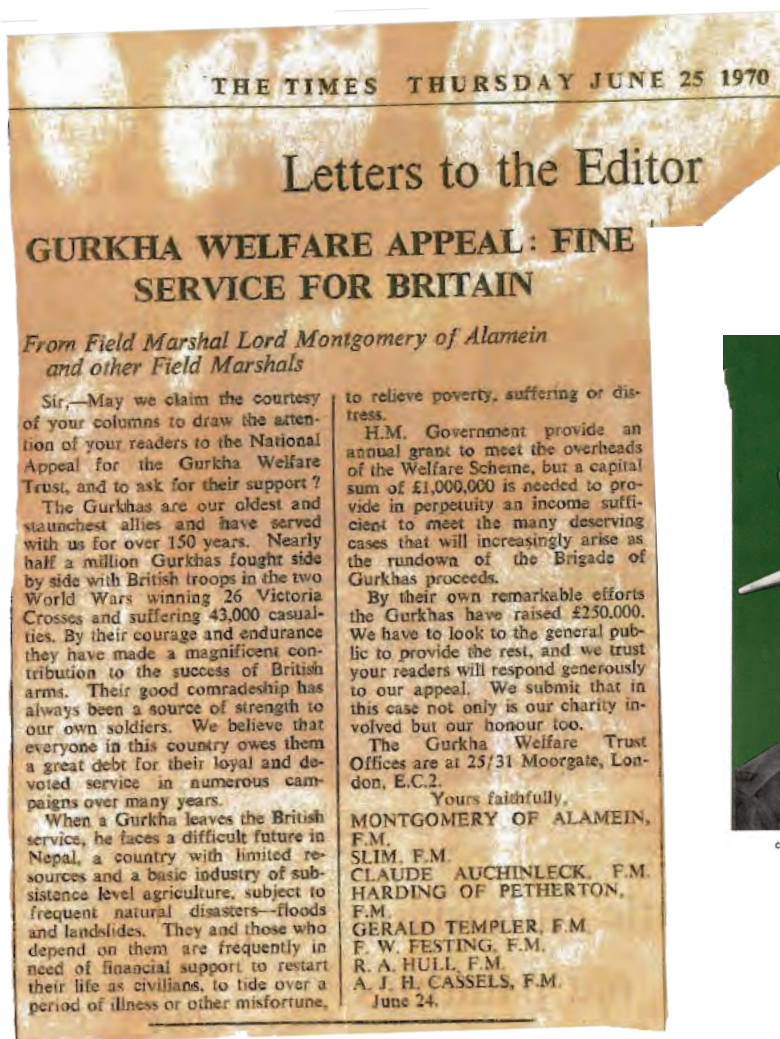 THE TIMES THURSDAY JUNE 25 1970
Letters to the Editor
GURKHA WELFARE APPEAL: FINE
SERVICE FOR BRITAIN
From Field Marshal Lord Montgomery of Alamein
and other Field Marshals
Sir,—May we claim the courtesy
of your columns to draw the atten-
tion of your readers to the National
Appeal for the Gurkha Welfare
Trust, and to ask for their support?
The Gurkhas are our oldest and
staunchest allies and have served
with us for over 150 years. Nearly
half a million Gurkhas fought side
by side with British troops in the two
World Wars winning 26 Victoria
Crosses and suffering 43,000 casual-
ties. By their courage and endurance
they have made a magnificent con-
tribution to the success of British
arms. Their good comradeship has
always been a source of strength to
our own soldiers. We believe that
everyone in this country owes them
a great debt for their loyal and de-
voted service in numerous cam-
paigns over many years.
When a Gurkha leaves the British
service, he faces a difficult future in
Nepal, a country with limited re-
sources and a basic industry of sub-
sistence level agriculture, subject to
frequent natural disasters—floods
and landslides. They and those who
depend on them are frequently in
need of financial support to restart
their life as civilians, to tide over a
period of illness or other misfortune,
to relieve poverty, suffering or dis-
tress.
H.M. Government provide an
annual grant to meet the overheads
of the Welfare Scheme, but a capital
sum of £1,000,000 is needed to pro-
vide in perpetuity an income suffi-
cient to meet the many deserving
cases that will increasingly arise as
the rundown of the Brigade of
Gurkhas proceeds.
By their own remarkable efforts
the Gurkhas have raised £250,000.
We have to look to the general pub-
lic to provide the rest, and we trust
your readers will respond generously
to our appeal. We submit that in
this case not only is our charity in-
volved but our honour too.
The Gurkha Welfare Trust
Offices are at 25/31 Moorgate, Lon-
don, E.C.2.
Yours faithfully,
MONTGOMERY OF ALAMEIN,
F.M.
SLIM, F.M.
CLAUDE AUCHINLECK, F.M.
HARDING OF PETHERTON,
F.M.
GERALD TEMPLER, F.M.
F. W. FESTING, F.M.
R. A. HULL, F.M.
A. J. H. CASSELS, F.M.
June 24.